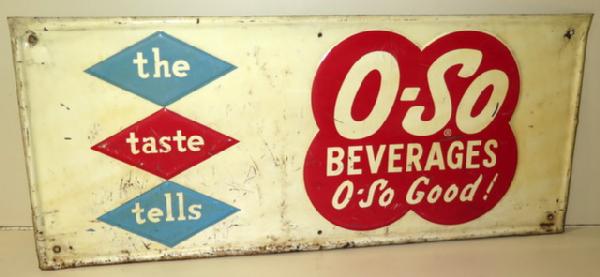 the
taste
tells
O-So
®
BEVERAGES
O-So Good!